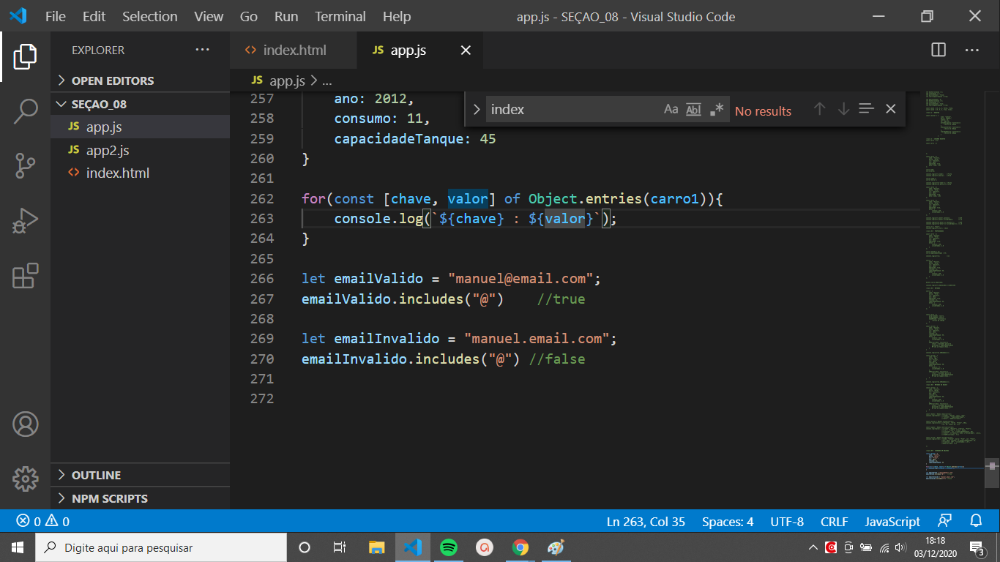 File Edit Selection View Go Run Terminal Help app.js - SEÇAO_08 - Visual Studio Code
EXPLORER
OPEN EDITORS
SEÇAO_08
JS app.js
JS app2.js
<> index.html
OUTLINE
NPM SCRIPTS
<> index.html JS app.js
JS app.js > ...
index Aa Abl .* No results
257 ano: 2012,
258 consumo: 11,
259 capacidadeTanque: 45
260 }
261
262 for(const [chave, valor] of Object.entries(carro1)){
263 console.log(`${chave} : ${valor}`);
264 }
265
266 let emailValido = "manuel@email.com";
267 emailValido.includes("@") //true
268
269 let emailInvalido = "manuel.email.com";
270 emailInvalido.includes("@") //false
271
272
0 0 Ln 263, Col 35 Spaces: 4 UTF-8 CRLF JavaScript
Digite aqui para pesquisar
18:18
03/12/2020
3